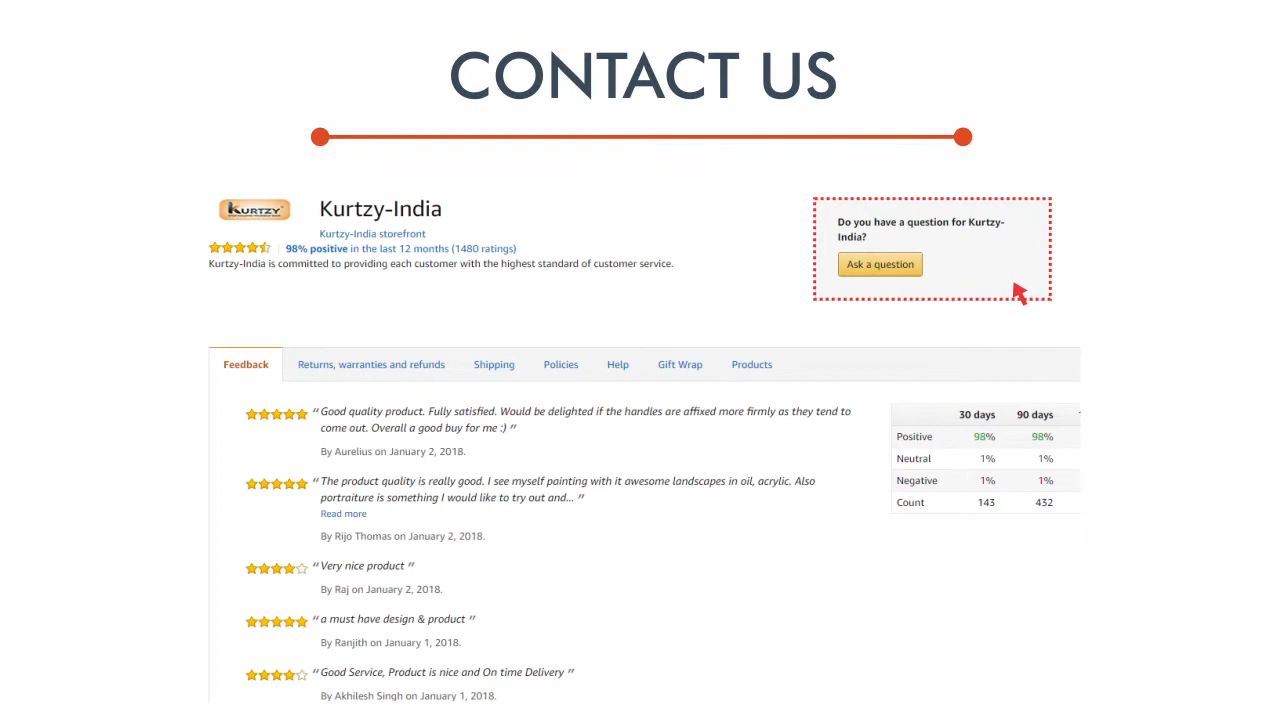 CONTACT US
KURTZY
Kurtzy-India
Kurtzy-India storefront
98% positive in the last 12 months (1480 ratings)
Kurtzy-India is committed to providing each customer with the highest standard of customer service.
Do you have a question for Kurtzy-
India?
Ask a question
Feedback Returns, warranties and refunds Shipping Policies Help Gift Wrap Products
“ Good quality product. Fully satisfied. Would be delighted if the handles are affixed more firmly as they tend to
come out. Overall a good buy for me :) ”
By Aurelius on January 2, 2018.
“ The product quality is really good. I see myself painting with it awesome landscapes in oil, acrylic. Also
portraiture is something I would like to try out and... ”
Read more
By Rijo Thomas on January 2, 2018.
“ Very nice product ”
By Raj on January 2, 2018.
“ a must have design & product ”
By Ranjith on January 1, 2018.
“ Good Service, Product is nice and On time Delivery ”
By Akhilesh Singh on January 1, 2018.
30 days 90 days
Positive 98% 98%
Neutral 1% 1%
Negative 1% 1%
Count 143 432